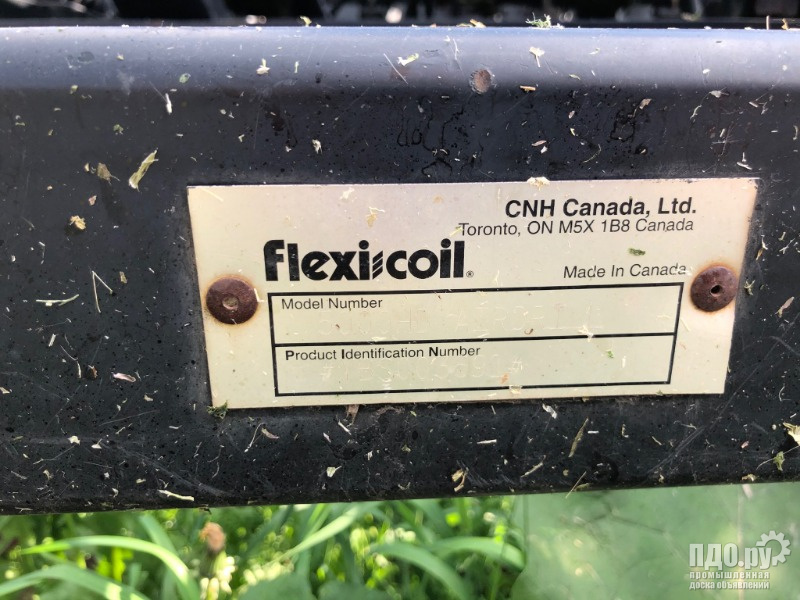 CNH Canada, Ltd.
Toronto, ON M5X 1B8 Canada
flexi-coil®
Made In Canada
Model Number
Product Identification Number
ПДО.ру
промышленная
доска объявлений